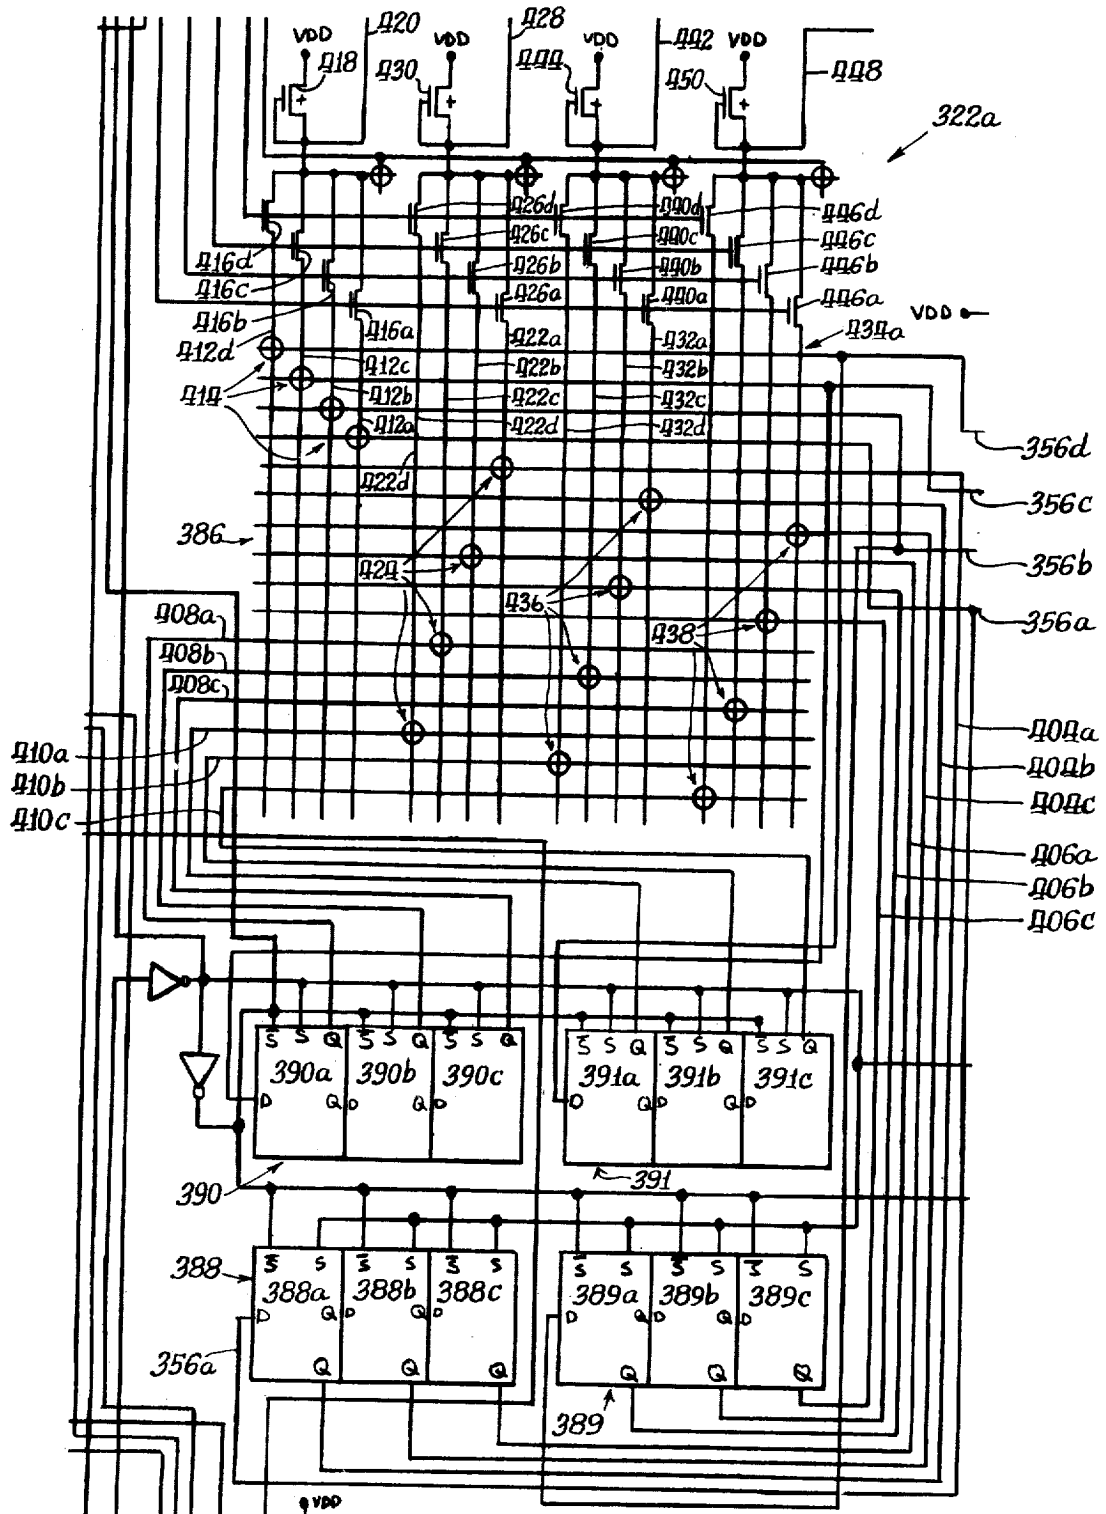 420 428 442
VDD VDD VDD VDD
418 430 444 450 448
322a
426d 440d 446d
426c 440c 446c
416d 426b 440b 446b
416c 426a 440a 446a
416b 416a 422a 432a 434a VDD
412d 412c 422b 432b
414 412b 422c 432c
412a 422d 432d 356d
422d
356c
386
424 436 356b
438 356a
408a
408b
408c
410a 404a
410b 404b
410c 404c
406a
406b
406c
S̅ S Q S̅ S Q S̅ S Q S̅ S Q S̅ S Q S̅ S Q
390a 390b 390c 391a 391b 391c
D Q D Q D D Q D Q D
390 391
S̅ S S̅ S S̅ S S̅ S S̅ S S̅ S
388 388a 388b 388c 389a 389b 389c
D Q D Q D D Q D Q D
356a
Q Q Q Q Q Q
389
VDD